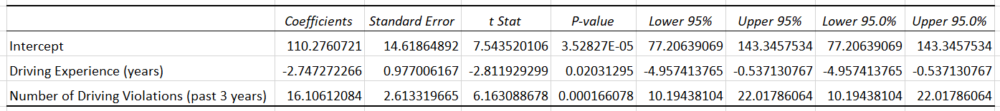 Coefficients Standard Error t Stat P-value Lower 95% Upper 95% Lower 95.0% Upper 95.0%
Intercept 110.2760721 14.61864892 7.543520106 3.52827E-05 77.20639069 143.3457534 77.20639069 143.3457534
Driving Experience (years) -2.747272266 0.977006167 -2.811929299 0.02031295 -4.957413765 -0.537130767 -4.957413765 -0.537130767
Number of Driving Violations (past 3 years) 16.10612084 2.613319665 6.163088678 0.000166078 10.19438104 22.01786064 10.19438104 22.01786064